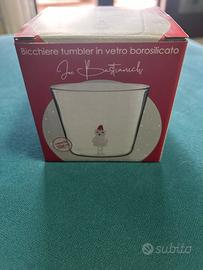 Bicchiere tumbler in vetro borosilicato
Joe Bastianich
subito